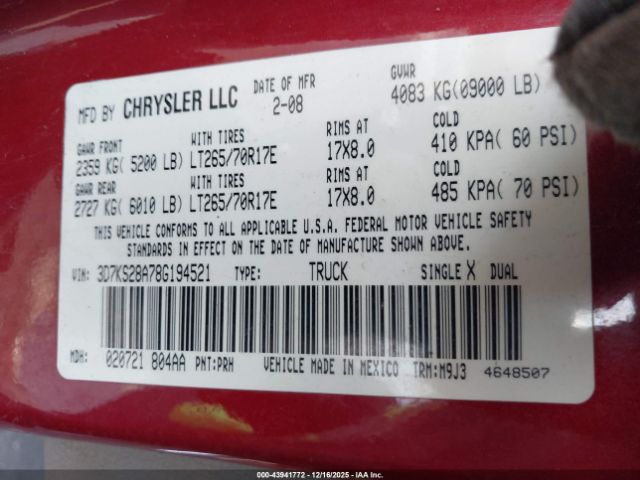 MFD BY CHRYSLER LLC DATE OF MFR 2-08 GVWR 4083 KG(09000 LB)
GAWR FRONT WITH TIRES RIMS AT COLD
2359 KG( 5200 LB) LT265/70R17E 17X8.0 410 KPA( 60 PSI)
GAWR REAR WITH TIRES RIMS AT COLD
2727 KG( 6010 LB) LT265/70R17E 17X8.0 485 KPA( 70 PSI)
THIS VEHICLE CONFORMS TO ALL APPLICABLE U.S.A. FEDERAL MOTOR VEHICLE SAFETY
STANDARDS IN EFFECT ON THE DATE OF MANUFACTURE SHOWN ABOVE.
VIN: 3D7KS28A78G194521 TYPE: TRUCK SINGLE X DUAL
MDH: 020721 804AA PNT:PRH VEHICLE MADE IN MEXICO TRM:M9J3 4648507
000-43941772 - 12/16/2025 - IAA Inc.